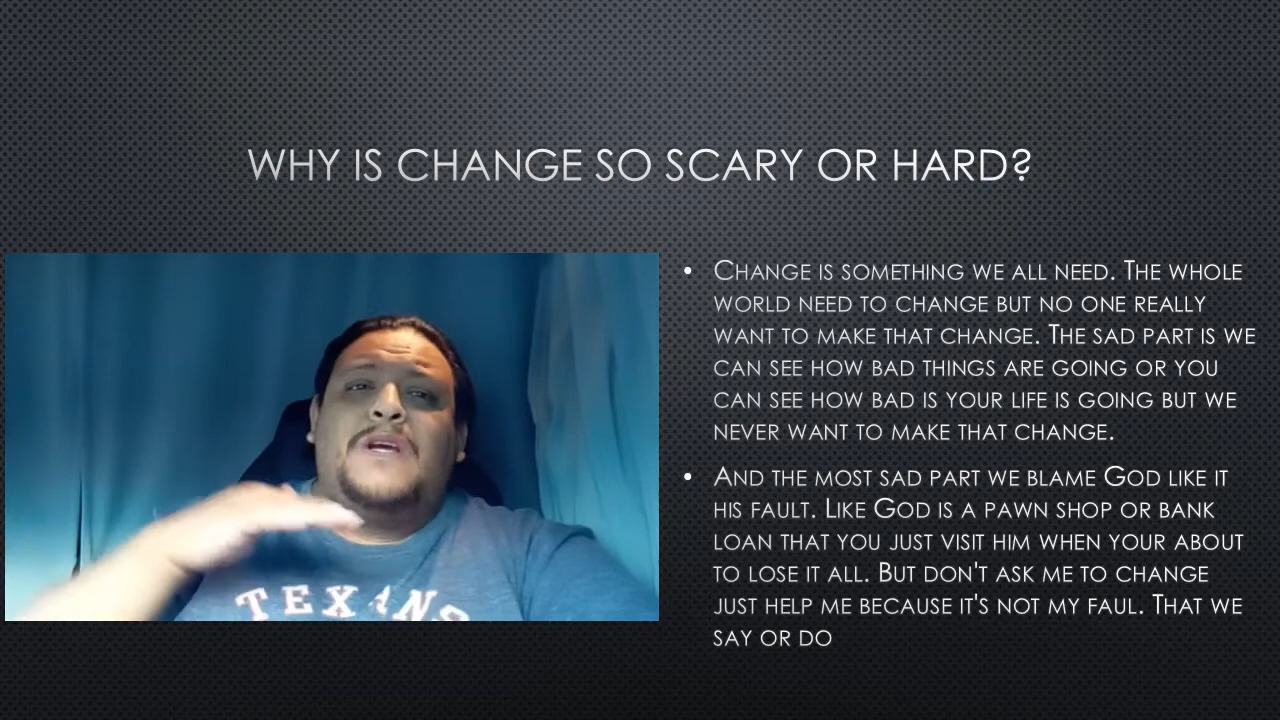 WHY IS CHANGE SO SCARY OR HARD?
• CHANGE IS SOMETHING WE ALL NEED. THE WHOLE
WORLD NEED TO CHANGE BUT NO ONE REALLY
WANT TO MAKE THAT CHANGE. THE SAD PART IS WE
CAN SEE HOW BAD THINGS ARE GOING OR YOU
CAN SEE HOW BAD IS YOUR LIFE IS GOING BUT WE
NEVER WANT TO MAKE THAT CHANGE.
• AND THE MOST SAD PART WE BLAME GOD LIKE IT
HIS FAULT. LIKE GOD IS A PAWN SHOP OR BANK
LOAN THAT YOU JUST VISIT HIM WHEN YOUR ABOUT
TO LOSE IT ALL. BUT DON'T ASK ME TO CHANGE
JUST HELP ME BECAUSE IT'S NOT MY FAUL. THAT WE
SAY OR DO
TEXANS